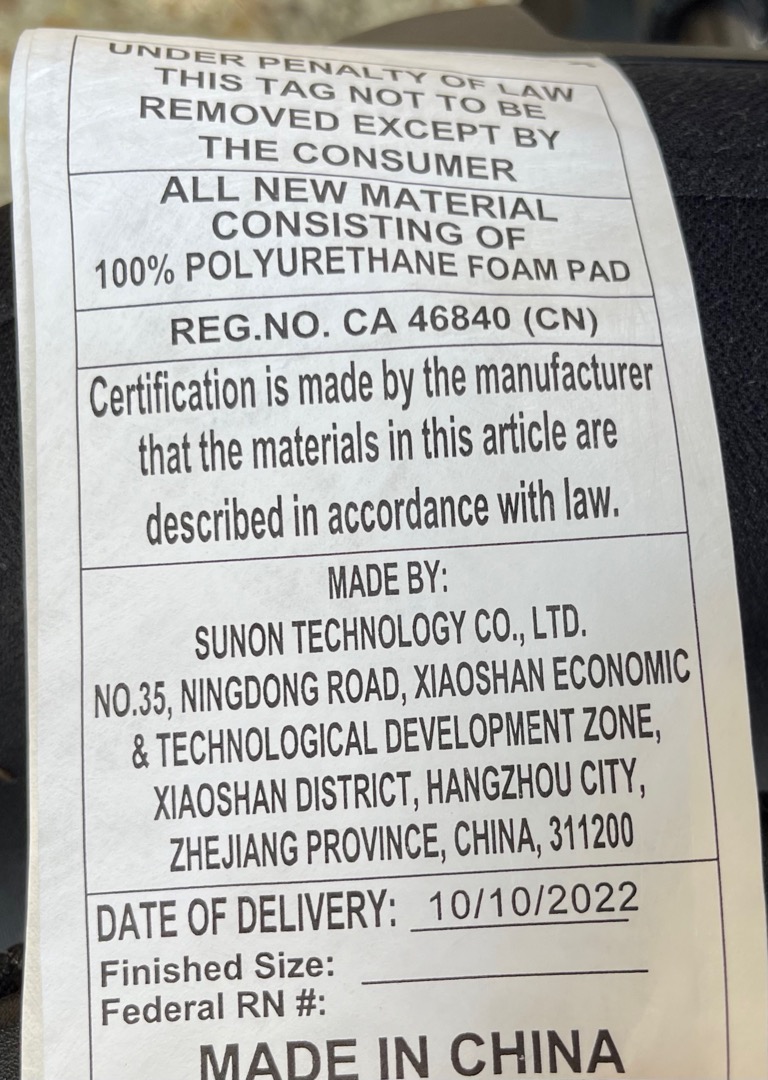 UNDER PENALTY OF LAW
THIS TAG NOT TO BE
REMOVED EXCEPT BY
THE CONSUMER
ALL NEW MATERIAL
CONSISTING OF
100% POLYURETHANE FOAM PAD
REG.NO. CA 46840 (CN)
Certification is made by the manufacturer
that the materials in this article are
described in accordance with law.
MADE BY:
SUNON TECHNOLOGY CO., LTD.
NO.35, NINGDONG ROAD, XIAOSHAN ECONOMIC
& TECHNOLOGICAL DEVELOPMENT ZONE,
XIAOSHAN DISTRICT, HANGZHOU CITY,
ZHEJIANG PROVINCE, CHINA, 311200
DATE OF DELIVERY: 10/10/2022
Finished Size:
Federal RN #:
MADE IN CHINA